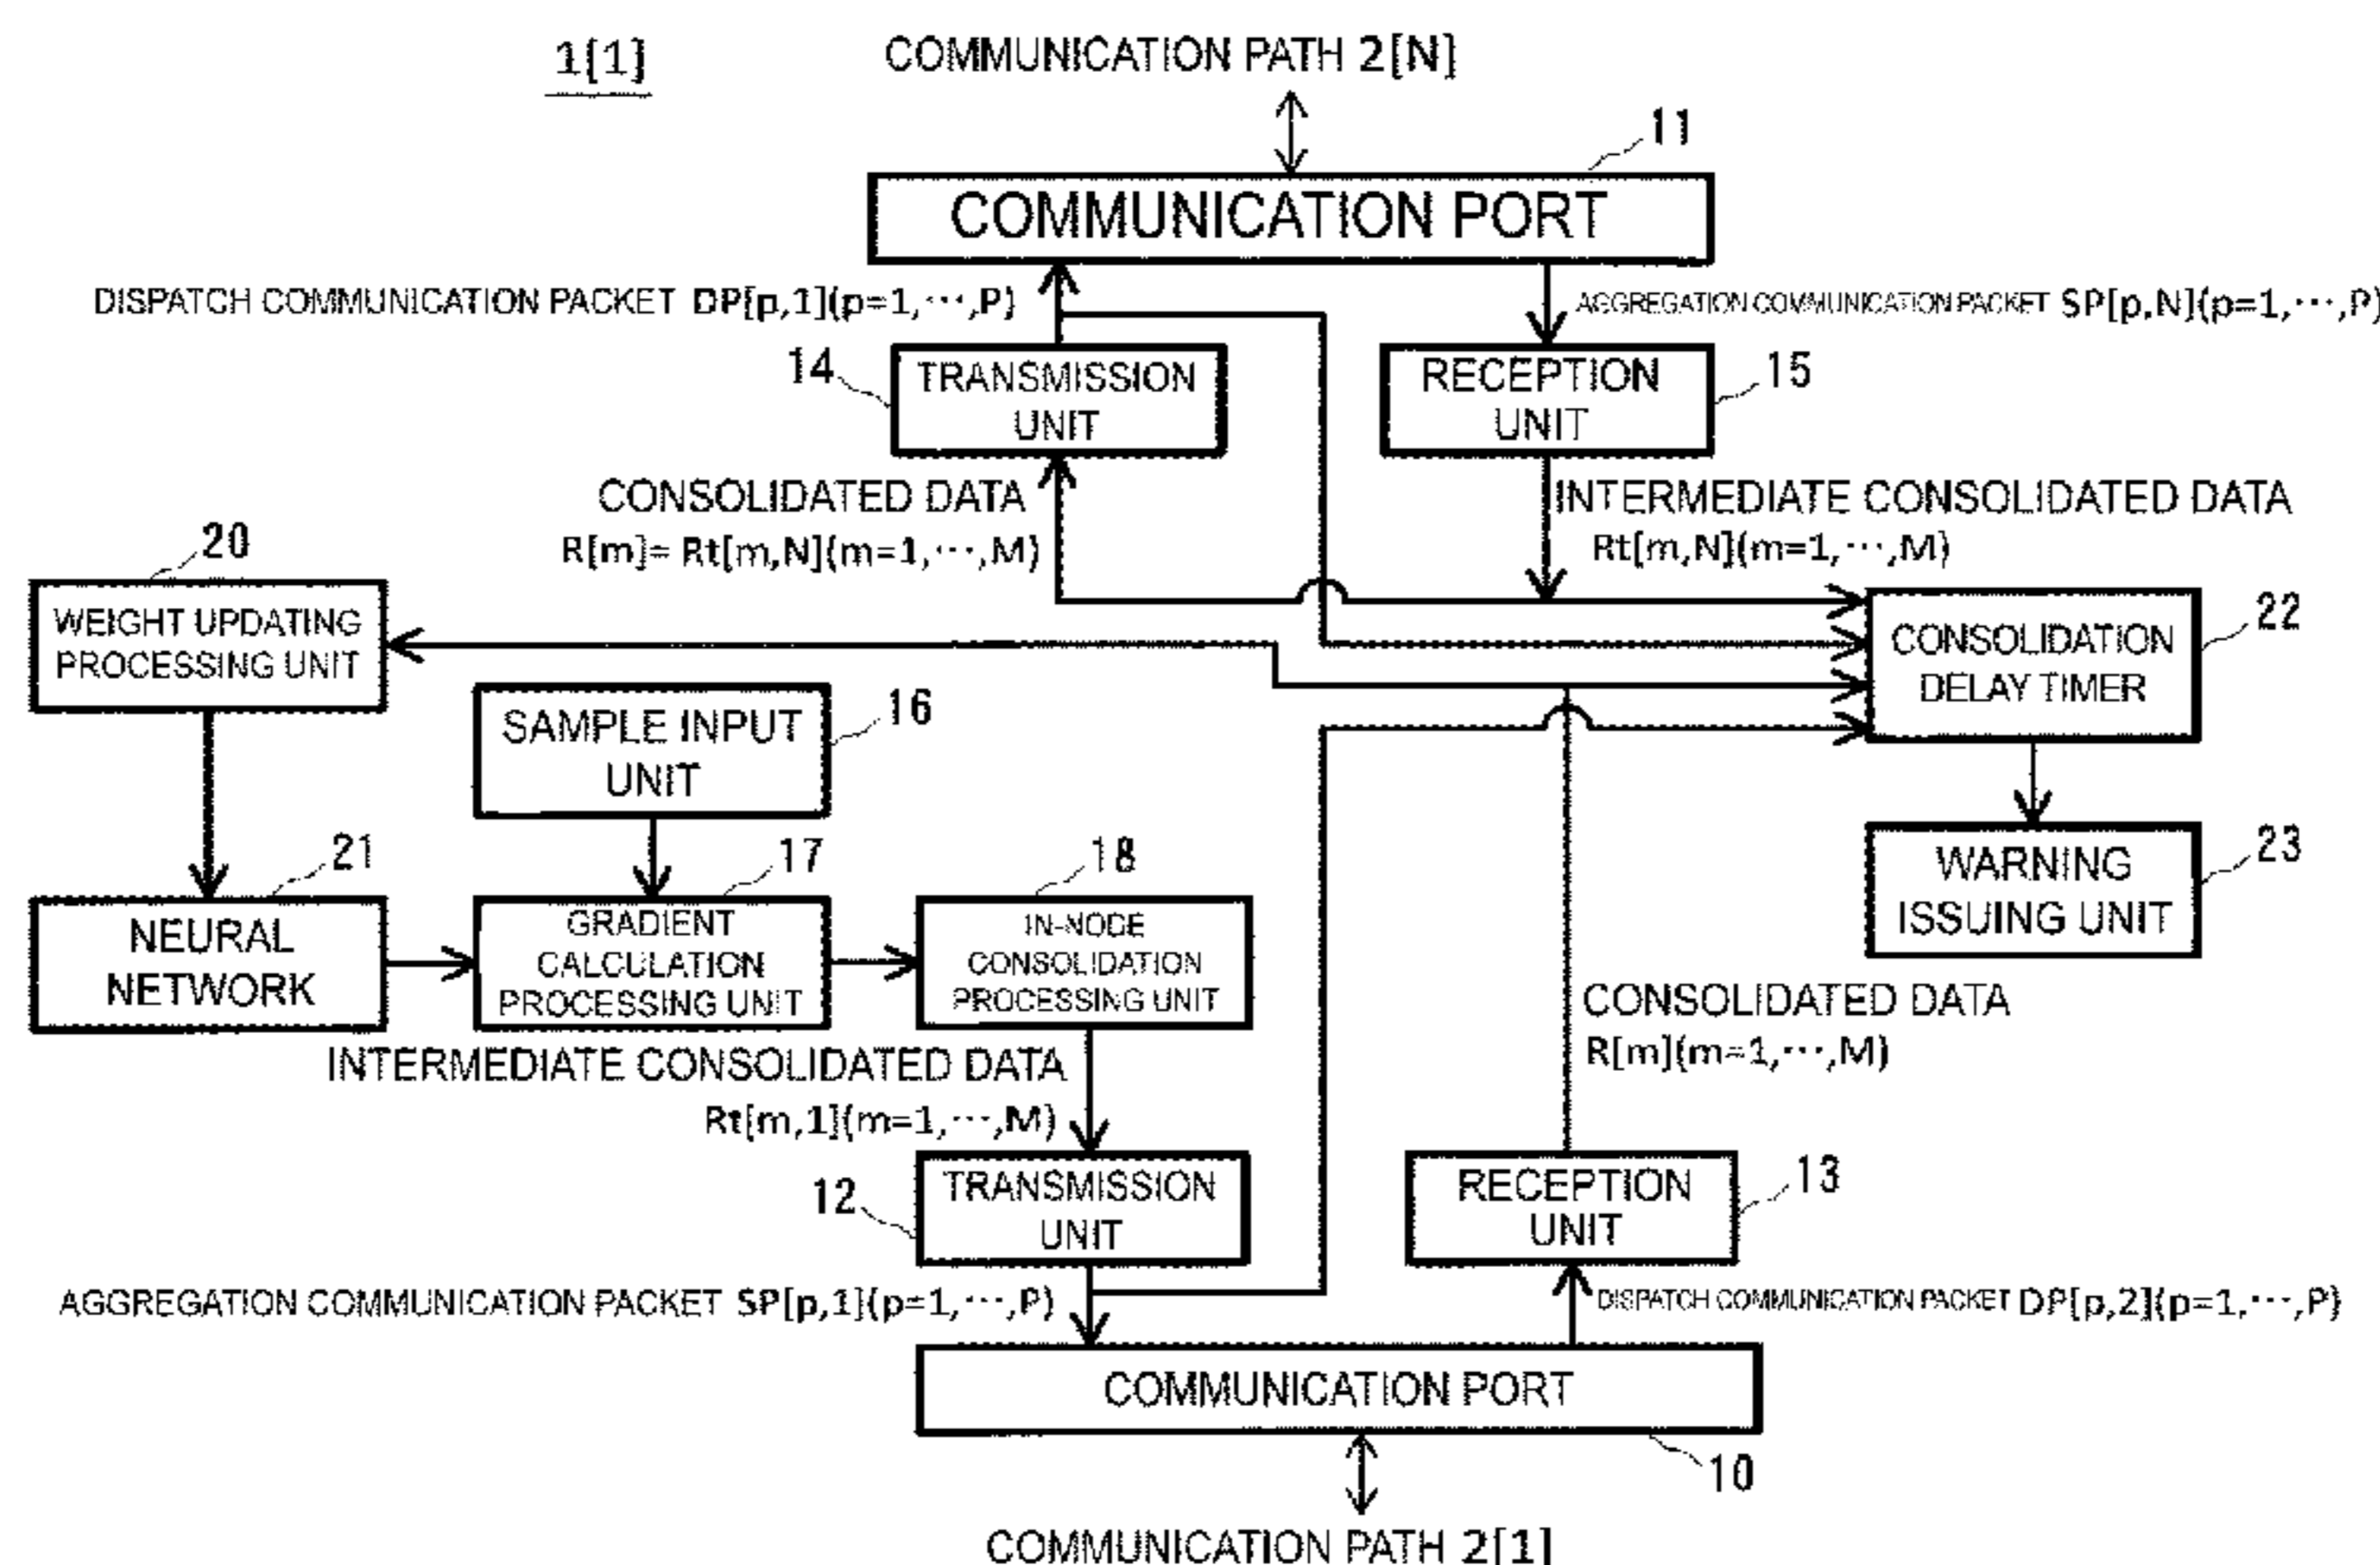 1[1]
COMMUNICATION PATH 2[N]
11
COMMUNICATION PORT
DISPATCH COMMUNICATION PACKET DP[p,1](p=1,⋯,P)
AGGREGATION COMMUNICATION PACKET SP[p,N](p=1,⋯,P)
14
TRANSMISSION
UNIT
RECEPTION
UNIT
15
CONSOLIDATED DATA
R[m]= Rt[m,N](m=1,⋯,M)
INTERMEDIATE CONSOLIDATED DATA
Rt[m,N](m=1,⋯,M)
20
WEIGHT UPDATING
PROCESSING UNIT
22
CONSOLIDATION
DELAY TIMER
16
SAMPLE INPUT
UNIT
21
NEURAL
NETWORK
17
GRADIENT
CALCULATION
PROCESSING UNIT
18
IN-NODE
CONSOLIDATION
PROCESSING UNIT
23
WARNING
ISSUING UNIT
CONSOLIDATED DATA
R[m](m=1,⋯,M)
INTERMEDIATE CONSOLIDATED DATA
Rt[m,1](m=1,⋯,M)
12
TRANSMISSION
UNIT
RECEPTION
UNIT
13
AGGREGATION COMMUNICATION PACKET SP[p,1](p=1,⋯,P)
DISPATCH COMMUNICATION PACKET DP[p,2](p=1,⋯,P)
COMMUNICATION PORT
10
COMMUNICATION PATH 2[1]